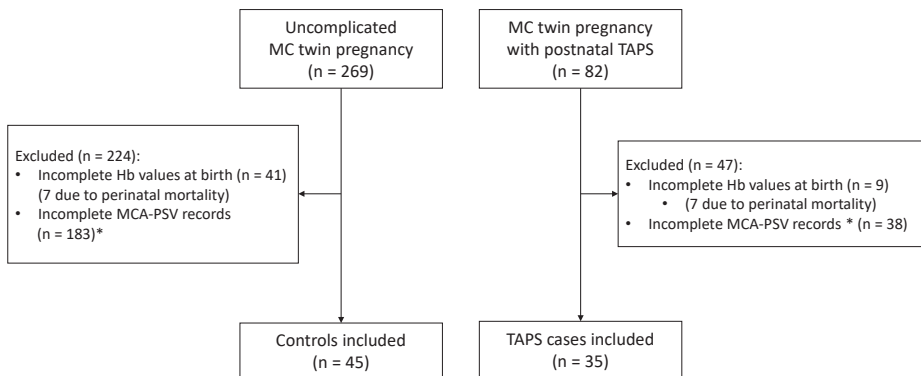 Uncomplicated
MC twin pregnancy
(n = 269)
MC twin pregnancy
with postnatal TAPS
(n = 82)
Excluded (n = 224):
• Incomplete Hb values at birth (n = 41)
(7 due to perinatal mortality)
• Incomplete MCA-PSV records
(n = 183)*
Excluded (n = 47):
• Incomplete Hb values at birth (n = 9)
• (7 due to perinatal mortality)
• Incomplete MCA-PSV records * (n = 38)
Controls included
(n = 45)
TAPS cases included
(n = 35)